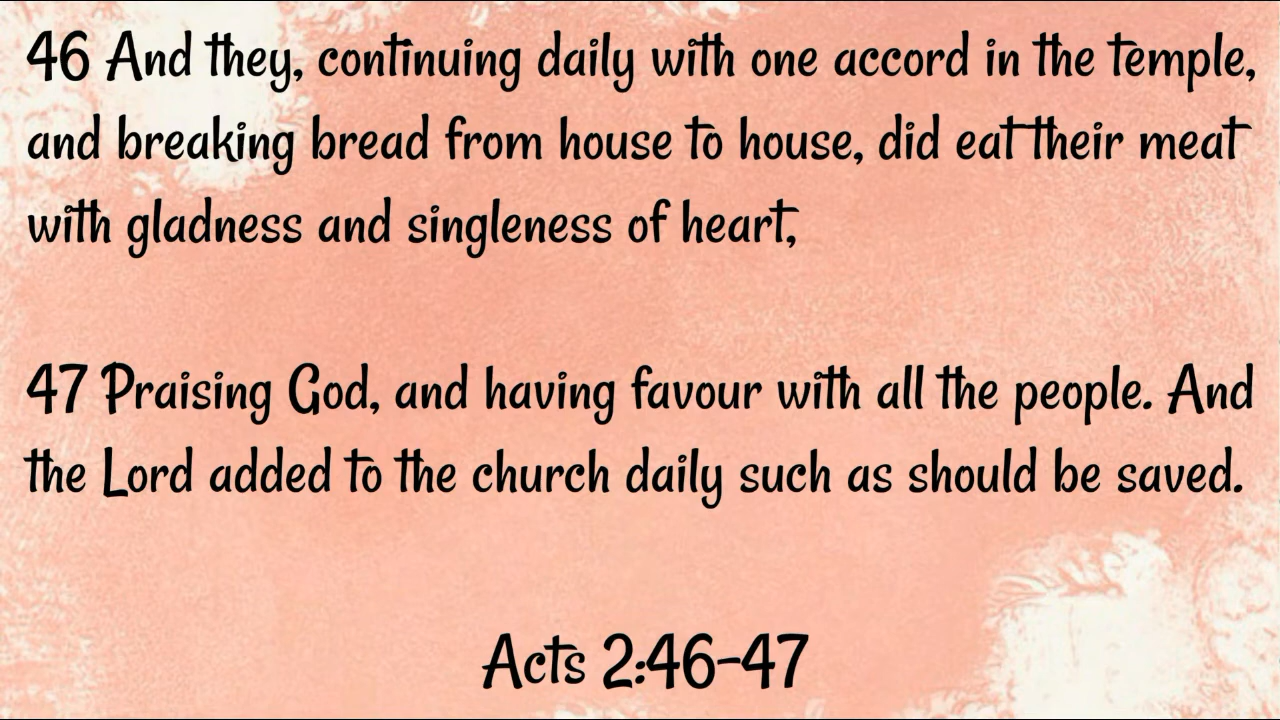 46 And they, continuing daily with one accord in the temple,
and breaking bread from house to house, did eat their meat
with gladness and singleness of heart,
47 Praising God, and having favour with all the people. And
the Lord added to the church daily such as should be saved.
Acts 2:46-47